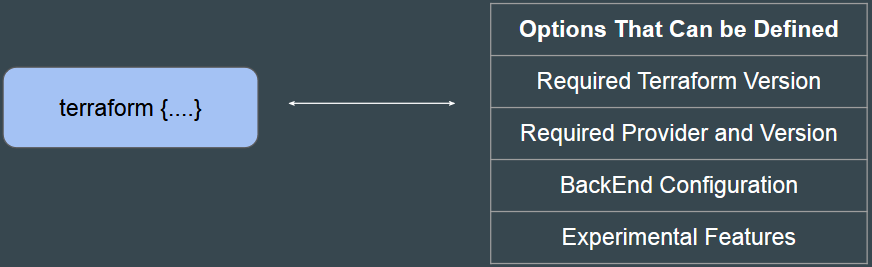 terraform {....}
Options That Can be Defined
Required Terraform Version
Required Provider and Version
BackEnd Configuration
Experimental Features